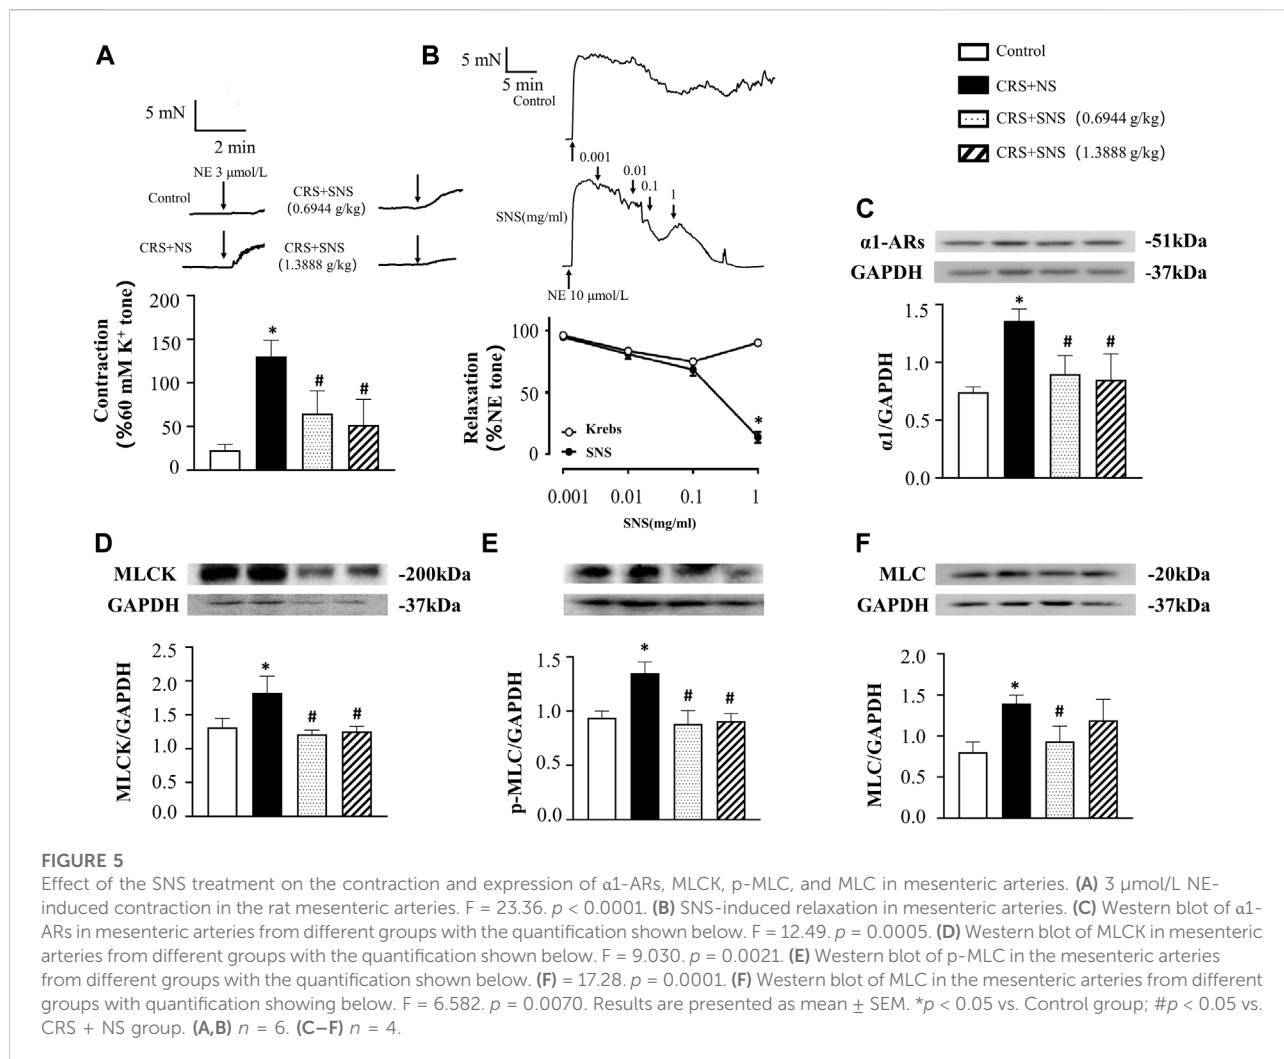 A
5 mN
2 min
NE 3 μmol/L
Control
CRS+SNS
(0.6944 g/kg)
CRS+NS
CRS+SNS
(1.3888 g/kg)
Contraction
(%60 mM K+ tone)
200
150
100
50
0
*
#
#
B
5 mN
5 min
Control
0.001
0.01
0.1
1
SNS(mg/ml)
NE 10 μmol/L
Relaxation
(%NE tone)
100
50
0
Krebs
SNS
*
0.001
0.01
0.1
1
SNS(mg/ml)
Control
CRS+NS
CRS+SNS (0.6944 g/kg)
CRS+SNS (1.3888 g/kg)
C
α1-ARs
-51kDa
GAPDH
-37kDa
α1/GAPDH
1.5
1.0
0.5
0.0
*
#
#
D
MLCK
-200kDa
GAPDH
-37kDa
MLCK/GAPDH
2.5
2.0
1.5
1.0
0.5
0.0
*
#
#
E
p-MLC/GAPDH
1.5
1.0
0.5
0.0
*
#
#
F
MLC
-20kDa
GAPDH
-37kDa
MLC/GAPDH
2.0
1.5
1.0
0.5
0.0
*
#
FIGURE 5
Effect of the SNS treatment on the contraction and expression of α1-ARs, MLCK, p-MLC, and MLC in mesenteric arteries. (A) 3 μmol/L NE-
induced contraction in the rat mesenteric arteries. F = 23.36. p < 0.0001. (B) SNS-induced relaxation in mesenteric arteries. (C) Western blot of α1-
ARs in mesenteric arteries from different groups with the quantification shown below. F = 12.49. p = 0.0005. (D) Western blot of MLCK in mesenteric
arteries from different groups with the quantification shown below. F = 9.030. p = 0.0021. (E) Western blot of p-MLC in the mesenteric arteries
from different groups with the quantification shown below. (F) = 17.28. p = 0.0001. (F) Western blot of MLC in the mesenteric arteries from different
groups with quantification showing below. F = 6.582. p = 0.0070. Results are presented as mean ± SEM. *p < 0.05 vs. Control group; #p < 0.05 vs.
CRS + NS group. (A,B) n = 6. (C–F) n = 4.